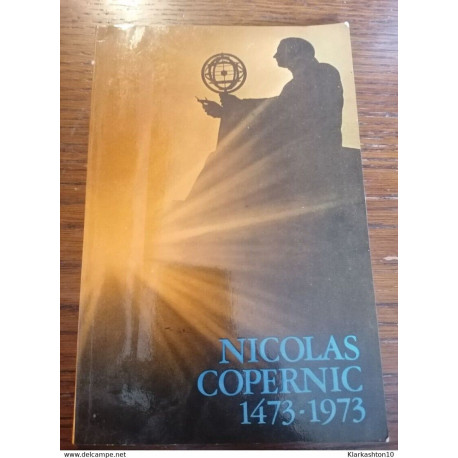 NICOLAS
COPERNIC
1473-1973
www.delcampe.net
Klarkashton10